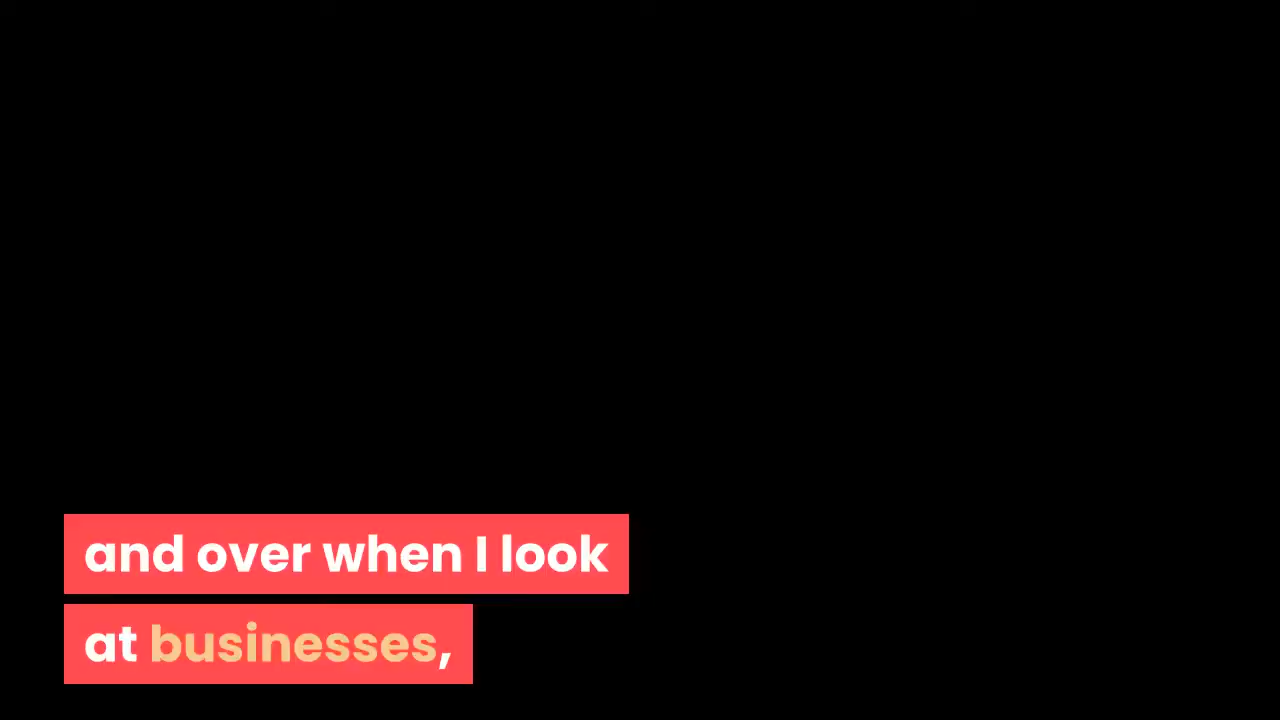 and over when I look
at businesses,